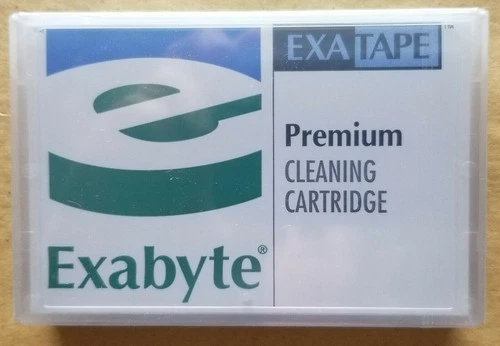 Exabyte®
EXATAPE
Premium
CLEANING
CARTRIDGE